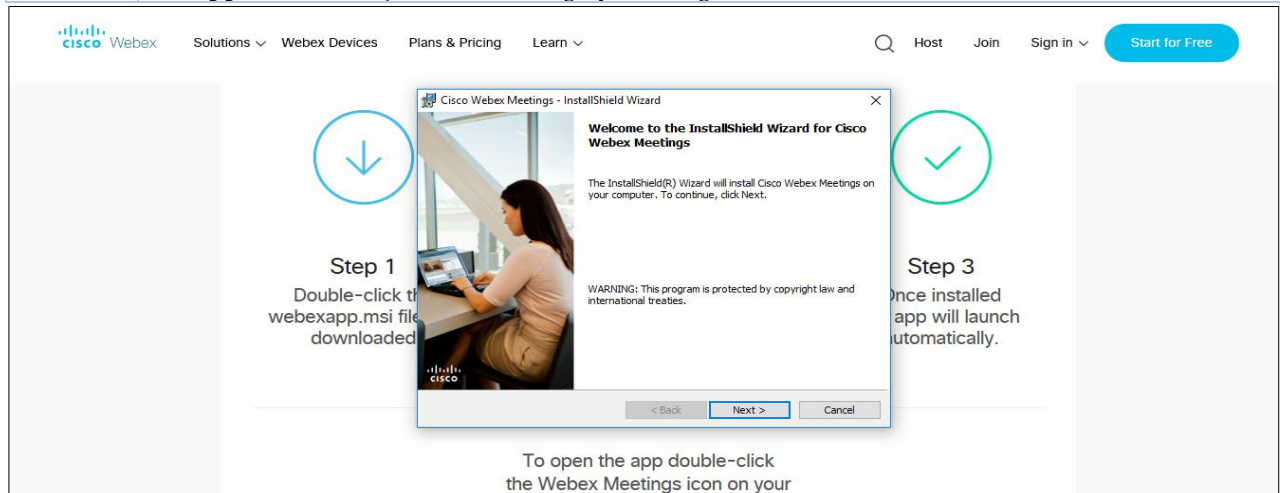 CISCO Webex Solutions Webex Devices Plans & Pricing Learn Host Join Sign in Start for Free
Cisco Webex Meetings - InstallShield Wizard
Welcome to the InstallShield Wizard for Cisco
Webex Meetings
The InstallShield(R) Wizard will install Cisco Webex Meetings on
your computer. To continue, click Next.
WARNING: This program is protected by copyright law and
international treaties.
CISCO
< Back Next > Cancel
Step 1
Double-click
webexapp.msi
downloaded
Step 3
installed
app will launch
To open the app double-click
the Webex Meetings icon on your